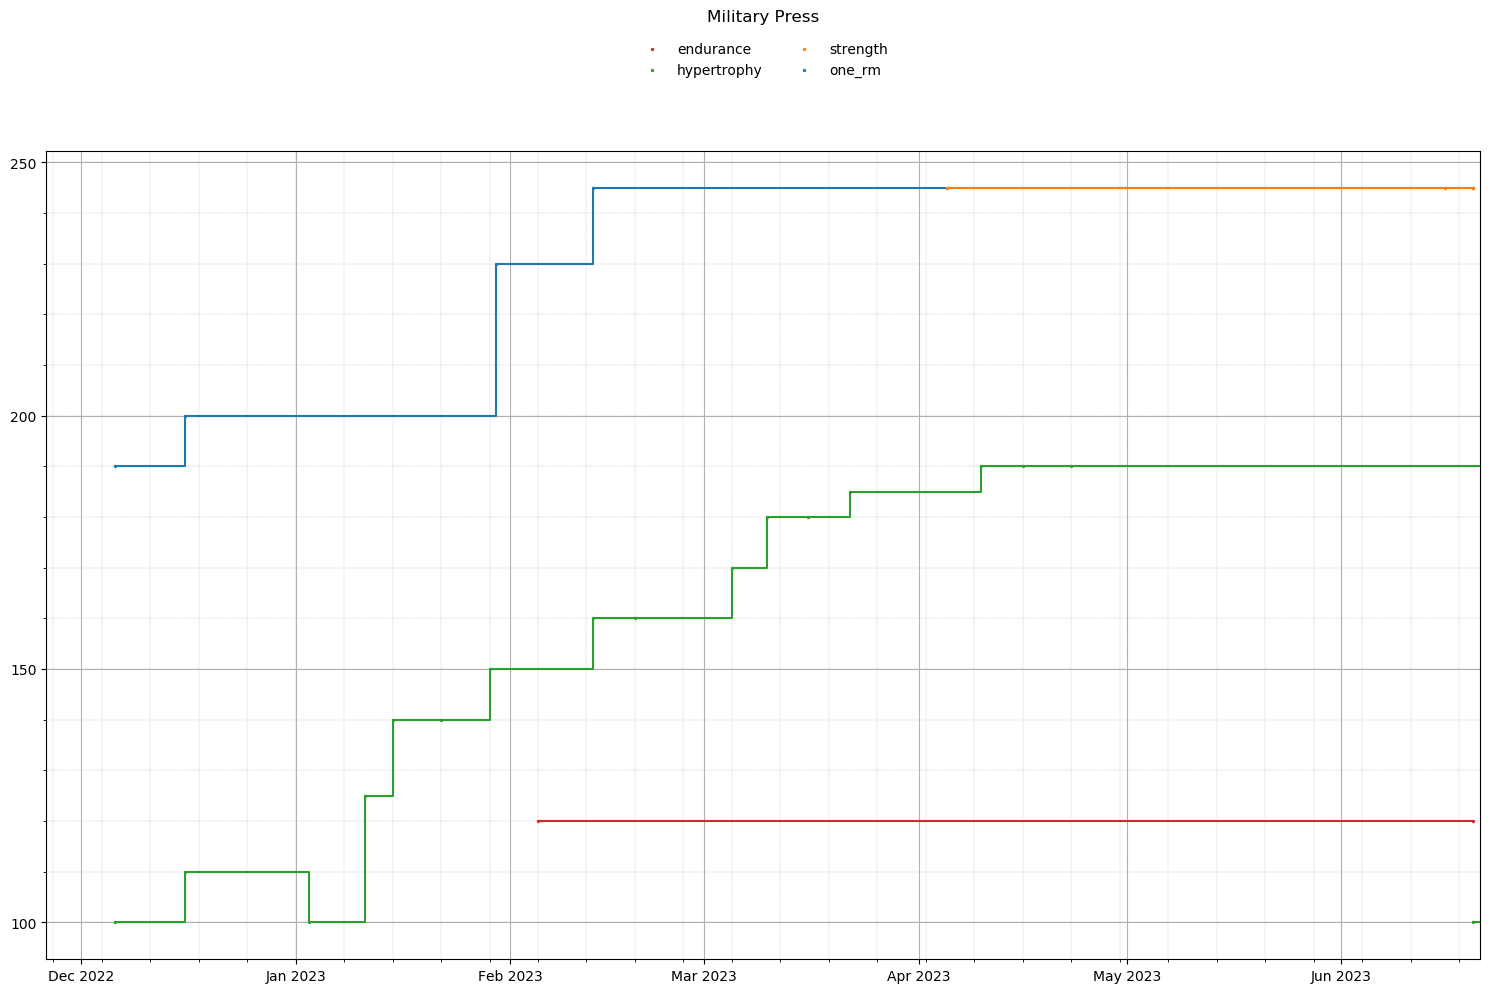 Military Press
endurance strength
hypertrophy one_rm
250
200
150
100
Dec 2022 Jan 2023 Feb 2023 Mar 2023 Apr 2023 May 2023 Jun 2023